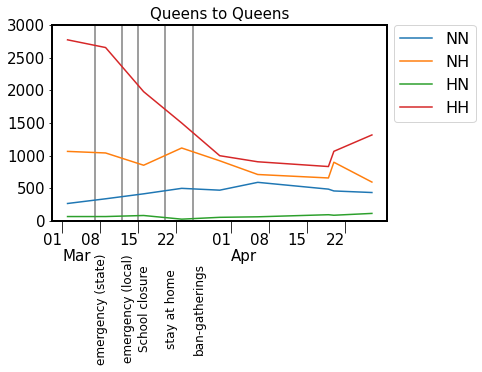 Queens to Queens
3000
2500
2000
1500
1000
500
0
NN
NH
HN
HH
01 08 15 22 01 08 15 22
Mar Apr
emergency (state)
emergency (local)
School closure
stay at home
ban-gatherings